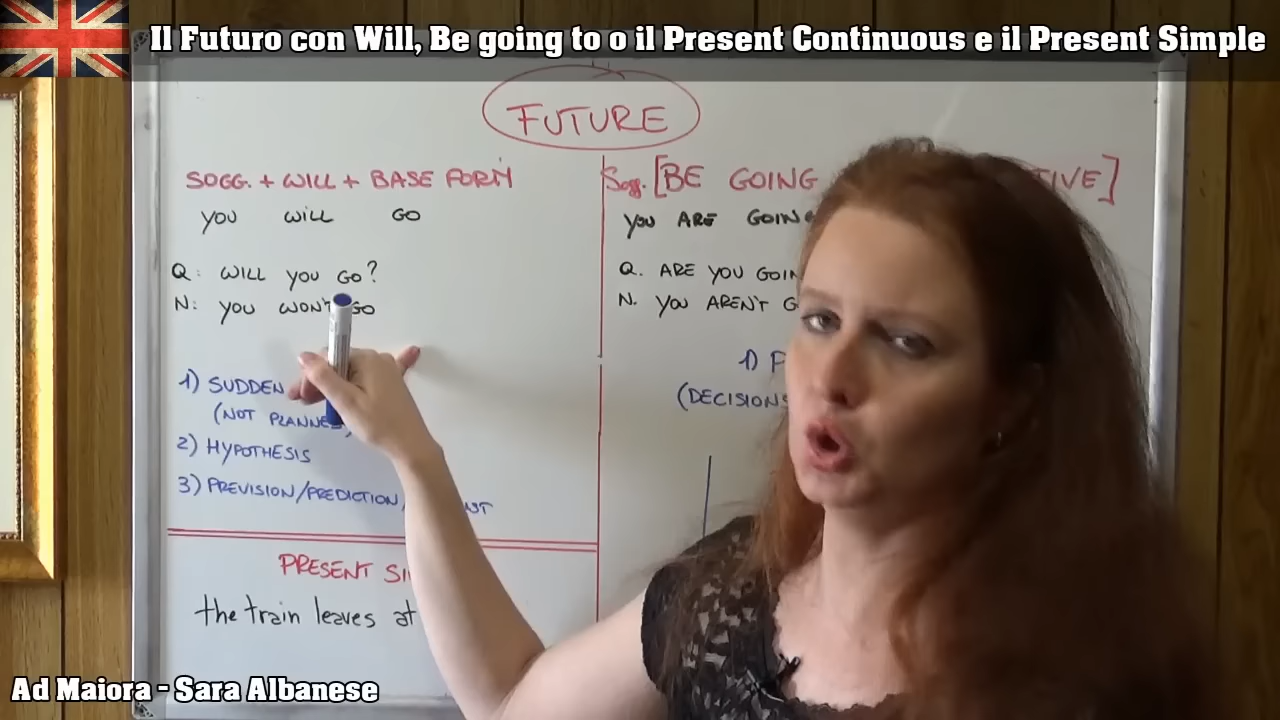 Il Futuro con Will, Be going to o il Present Continuous e il Present Simple
FUTURE
SOGG. + WILL + BASE FORM
YOU WILL GO
Q: WILL YOU GO?
N: YOU WON'T GO
1) SUDDEN
(NOT PLANNED)
2) HYPOTHESIS
3) PREVISION/PREDICTION
PRESENT
the train leaves at
Sogg. [BE GOING
YOU ARE GOING
Q. ARE YOU GOIN
N. YOU AREN'T G
1) P
(DECISIONS
Ad Maiora - Sara Albanese